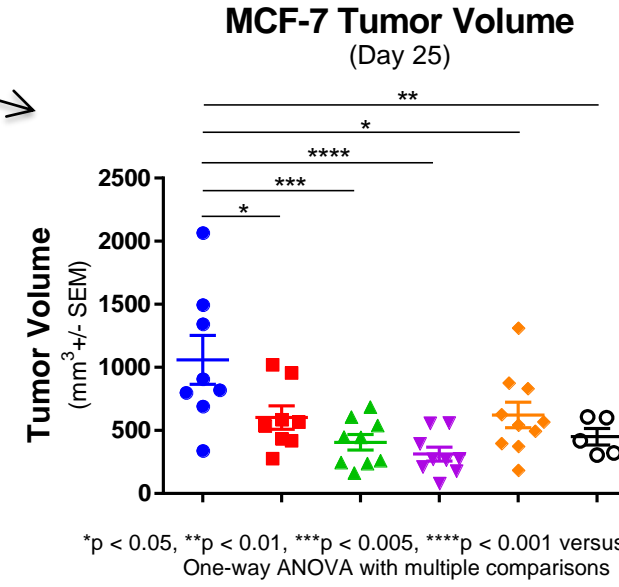 MCF-7 Tumor Volume
(Day 25)
**
*
****
***
*
2500
2000
1500
1000
500
0
Tumor Volume
(mm³+/- SEM)
*p < 0.05, **p < 0.01, ***p < 0.005, ****p < 0.001 versus
One-way ANOVA with multiple comparisons